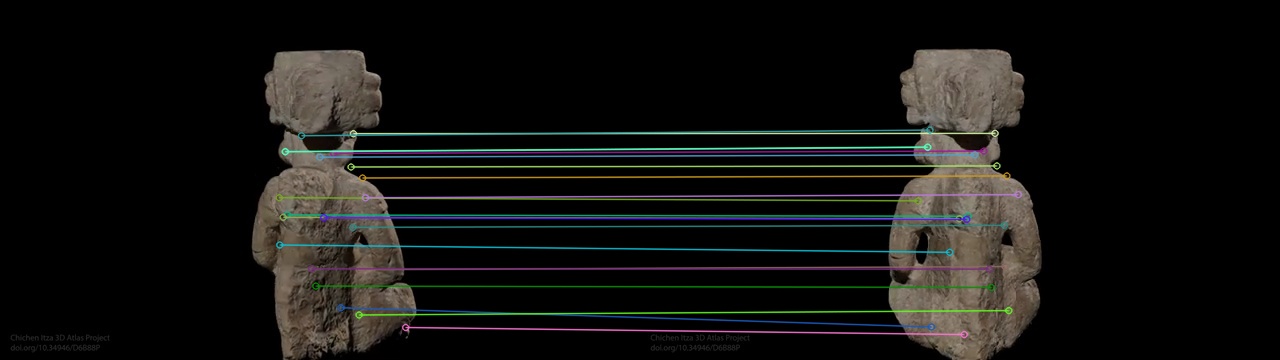 Chichen Itza 3D Atlas Project
doi.org/10.34946/D6B88P
Chichen Itza 3D Atlas Project
doi.org/10.34946/D6B88P